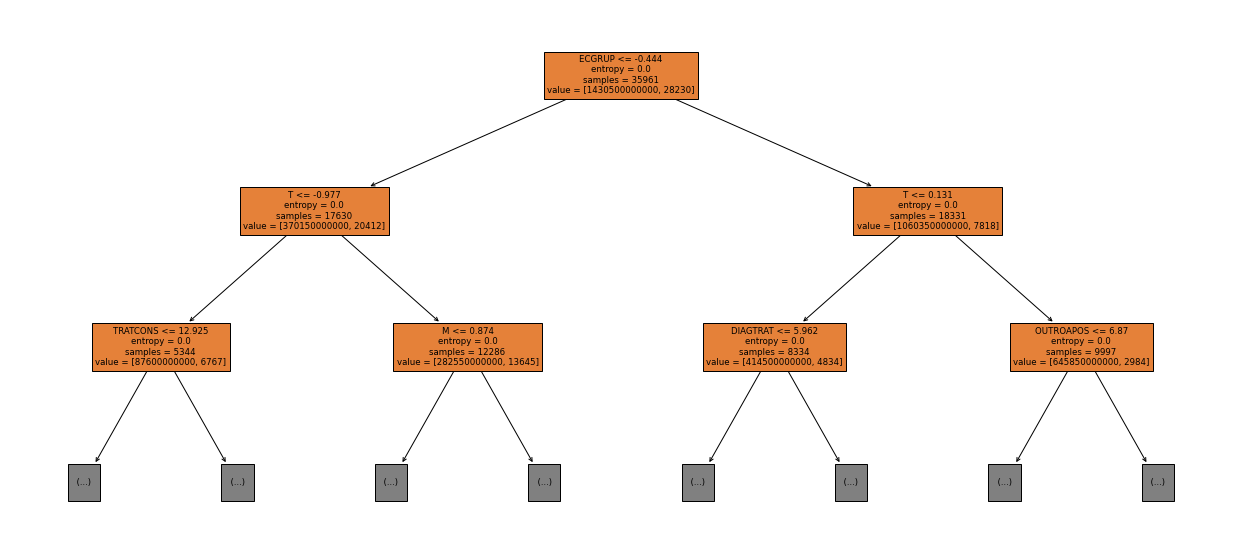 ECGRUP <= -0.444
entropy = 0.0
samples = 35961
value = [1430500000000, 28230]
T <= -0.977
entropy = 0.0
samples = 17630
value = [370150000000, 20412]
T <= 0.131
entropy = 0.0
samples = 18331
value = [1060350000000, 7818]
TRATCONS <= 12.925
entropy = 0.0
samples = 5344
value = [87600000000, 6767]
M <= 0.874
entropy = 0.0
samples = 12286
value = [282550000000, 13645]
DIAGTRAT <= 5.962
entropy = 0.0
samples = 8334
value = [414500000000, 4834]
OUTROAPOS <= 6.87
entropy = 0.0
samples = 9997
value = [645850000000, 2984]
(...)
(...)
(...)
(...)
(...)
(...)
(...)
(...)